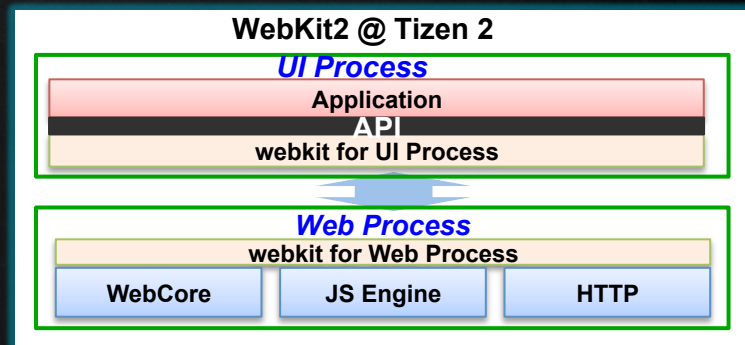 WebKit2 @ Tizen 2
UI Process
Application
API
webkit for UI Process
Web Process
webkit for Web Process
WebCore JS Engine HTTP